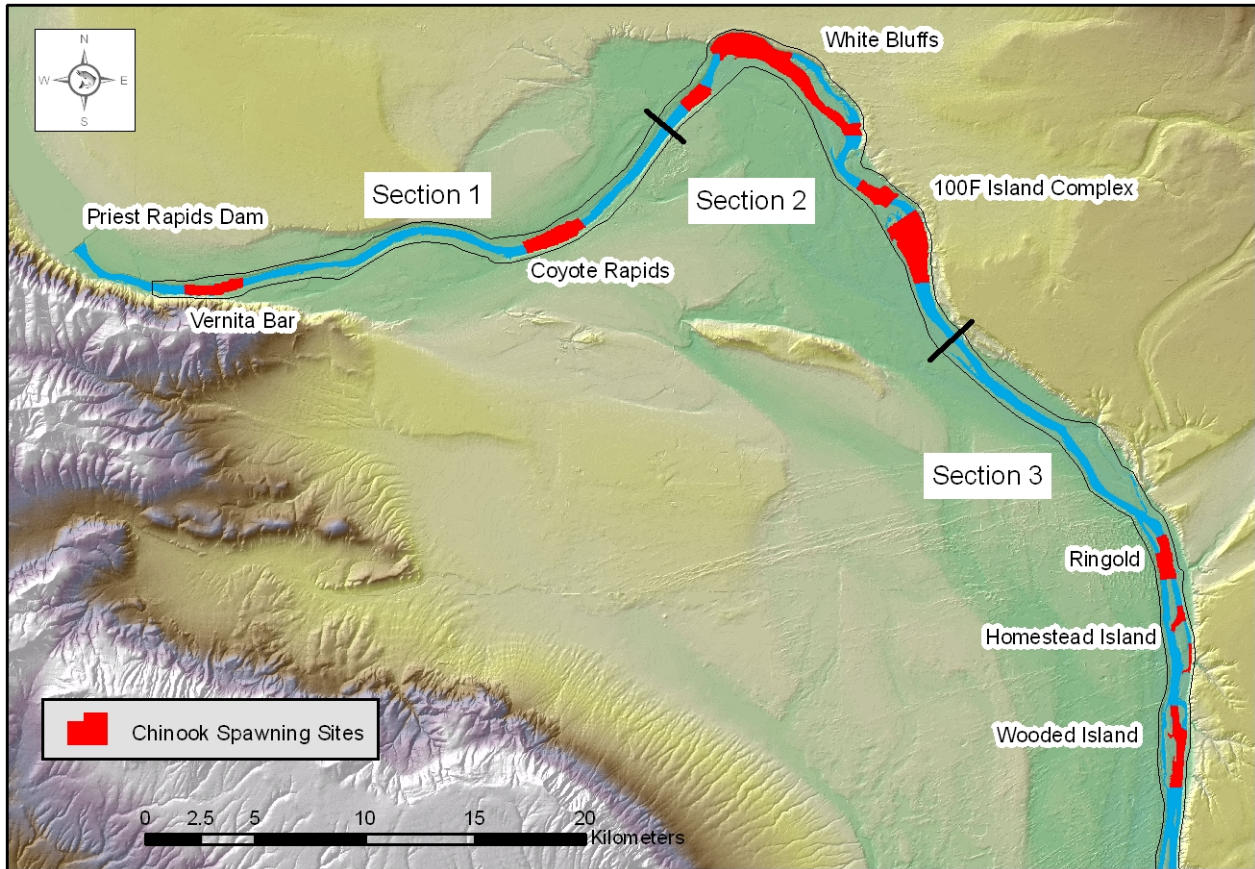 N
W E
S
White Bluffs
Section 1
Section 2
100F Island Complex
Priest Rapids Dam
Coyote Rapids
Vernita Bar
Section 3
Ringold
Homestead Island
Wooded Island
Chinook Spawning Sites
0 2.5 5 10 15 20
Kilometers